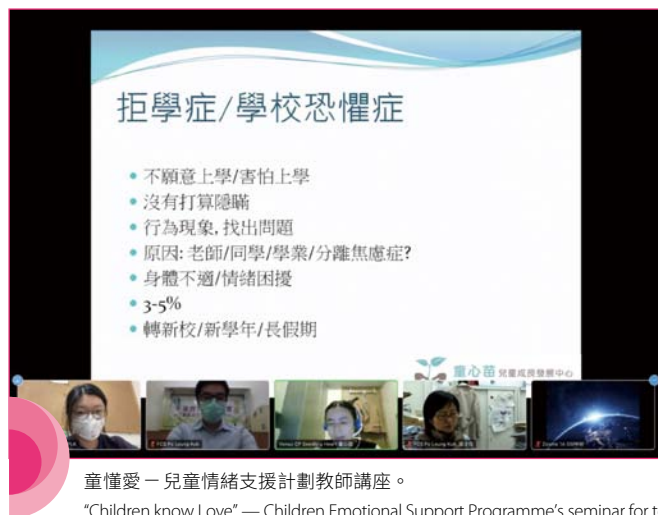 拒學症/學校恐懼症
不願意上學/害怕上學
沒有打算隱瞞
行為現象, 找出問題
原因: 老師/同學/學業/分離焦慮症?
身體不適/情緒困擾
3-5%
轉新校/新學年/長假期
童心苗 兒童成長發展中心
童懂愛－兒童情緒支援計劃教師講座。
"Children know Love" — Children Emotional Support Programme's seminar for t